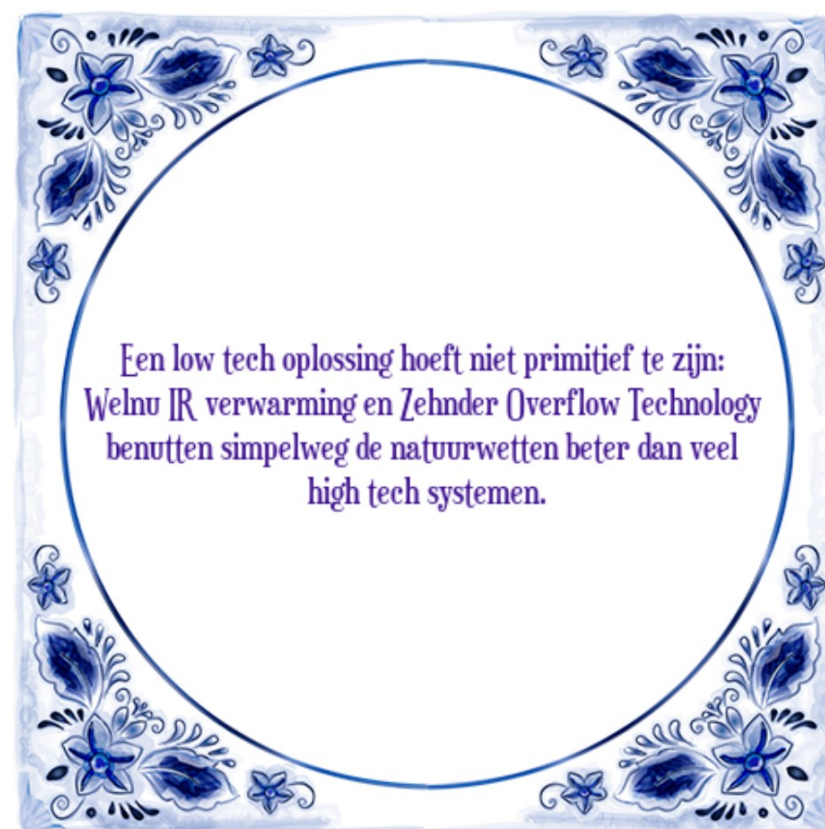 Een low tech oplossing hoeft niet primitief te zijn:
Welnu IR verwarming en Zehnder Overflow Technology
benutten simpelweg de natuurwetten beter dan veel
high tech systemen.